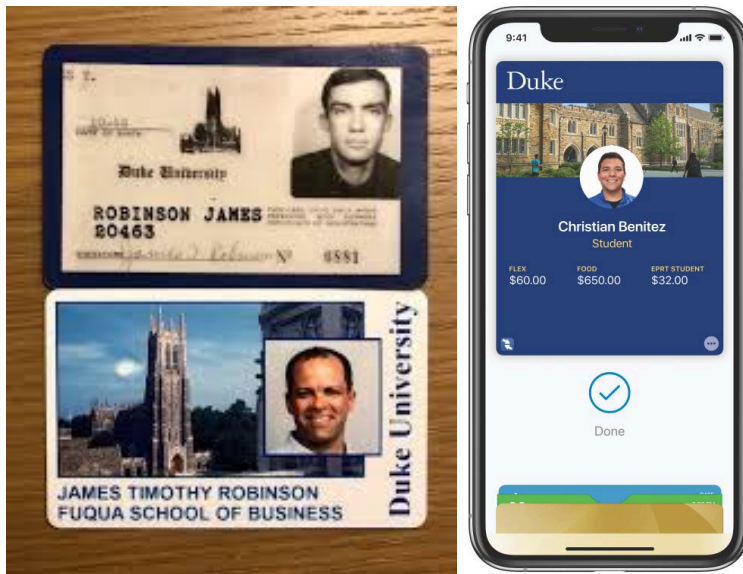 Duke University
ROBINSON JAMES
20463
Nº 6881
Duke University
JAMES TIMOTHY ROBINSON
FUQUA SCHOOL OF BUSINESS
9:41
Duke
Christian Benitez
Student
FLEX FOOD EPRT STUDENT
$60.00 $650.00 $32.00
Done